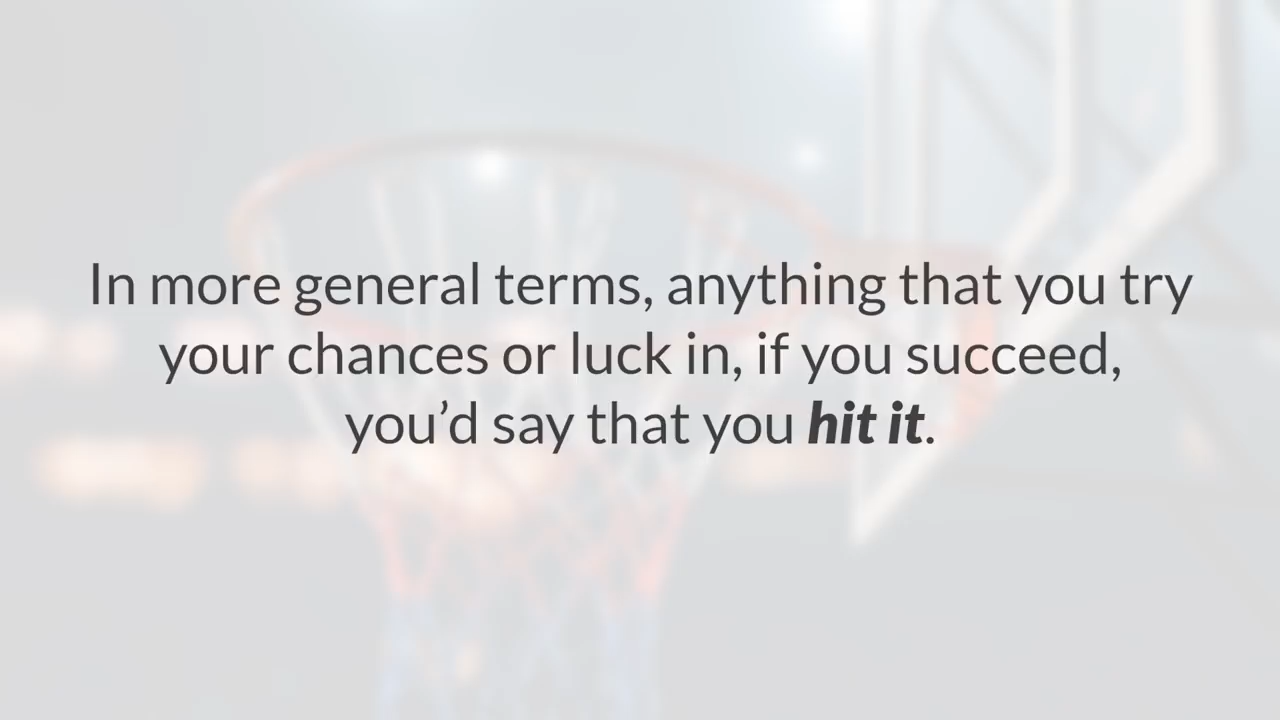 In more general terms, anything that you try
your chances or luck in, if you succeed,
you’d say that you hit it.